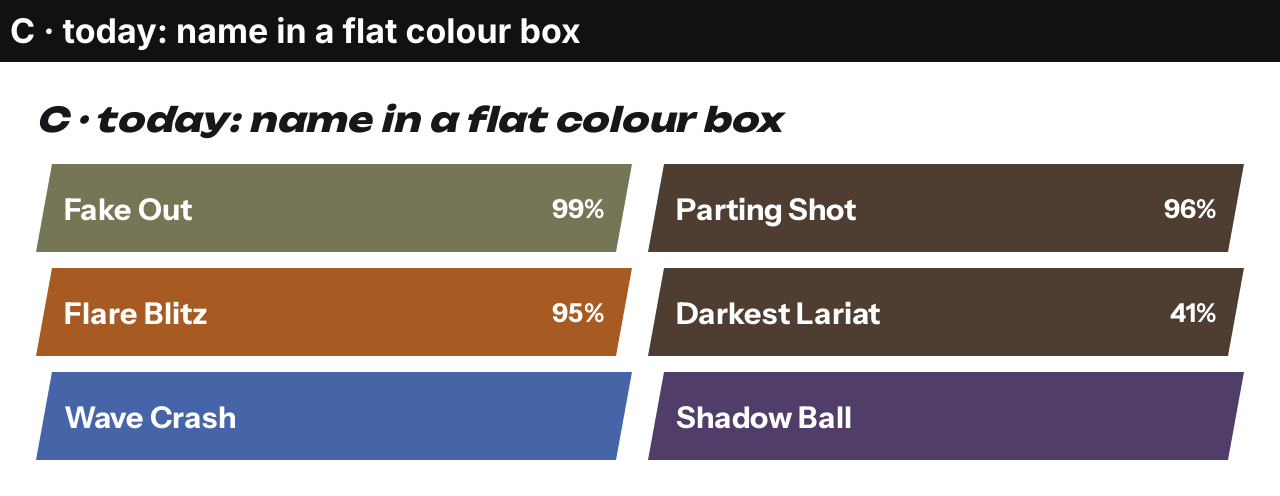 C · today: name in a flat colour box
C · today: name in a flat colour box
Fake Out 99%
Parting Shot 96%
Flare Blitz 95%
Darkest Lariat 41%
Wave Crash
Shadow Ball